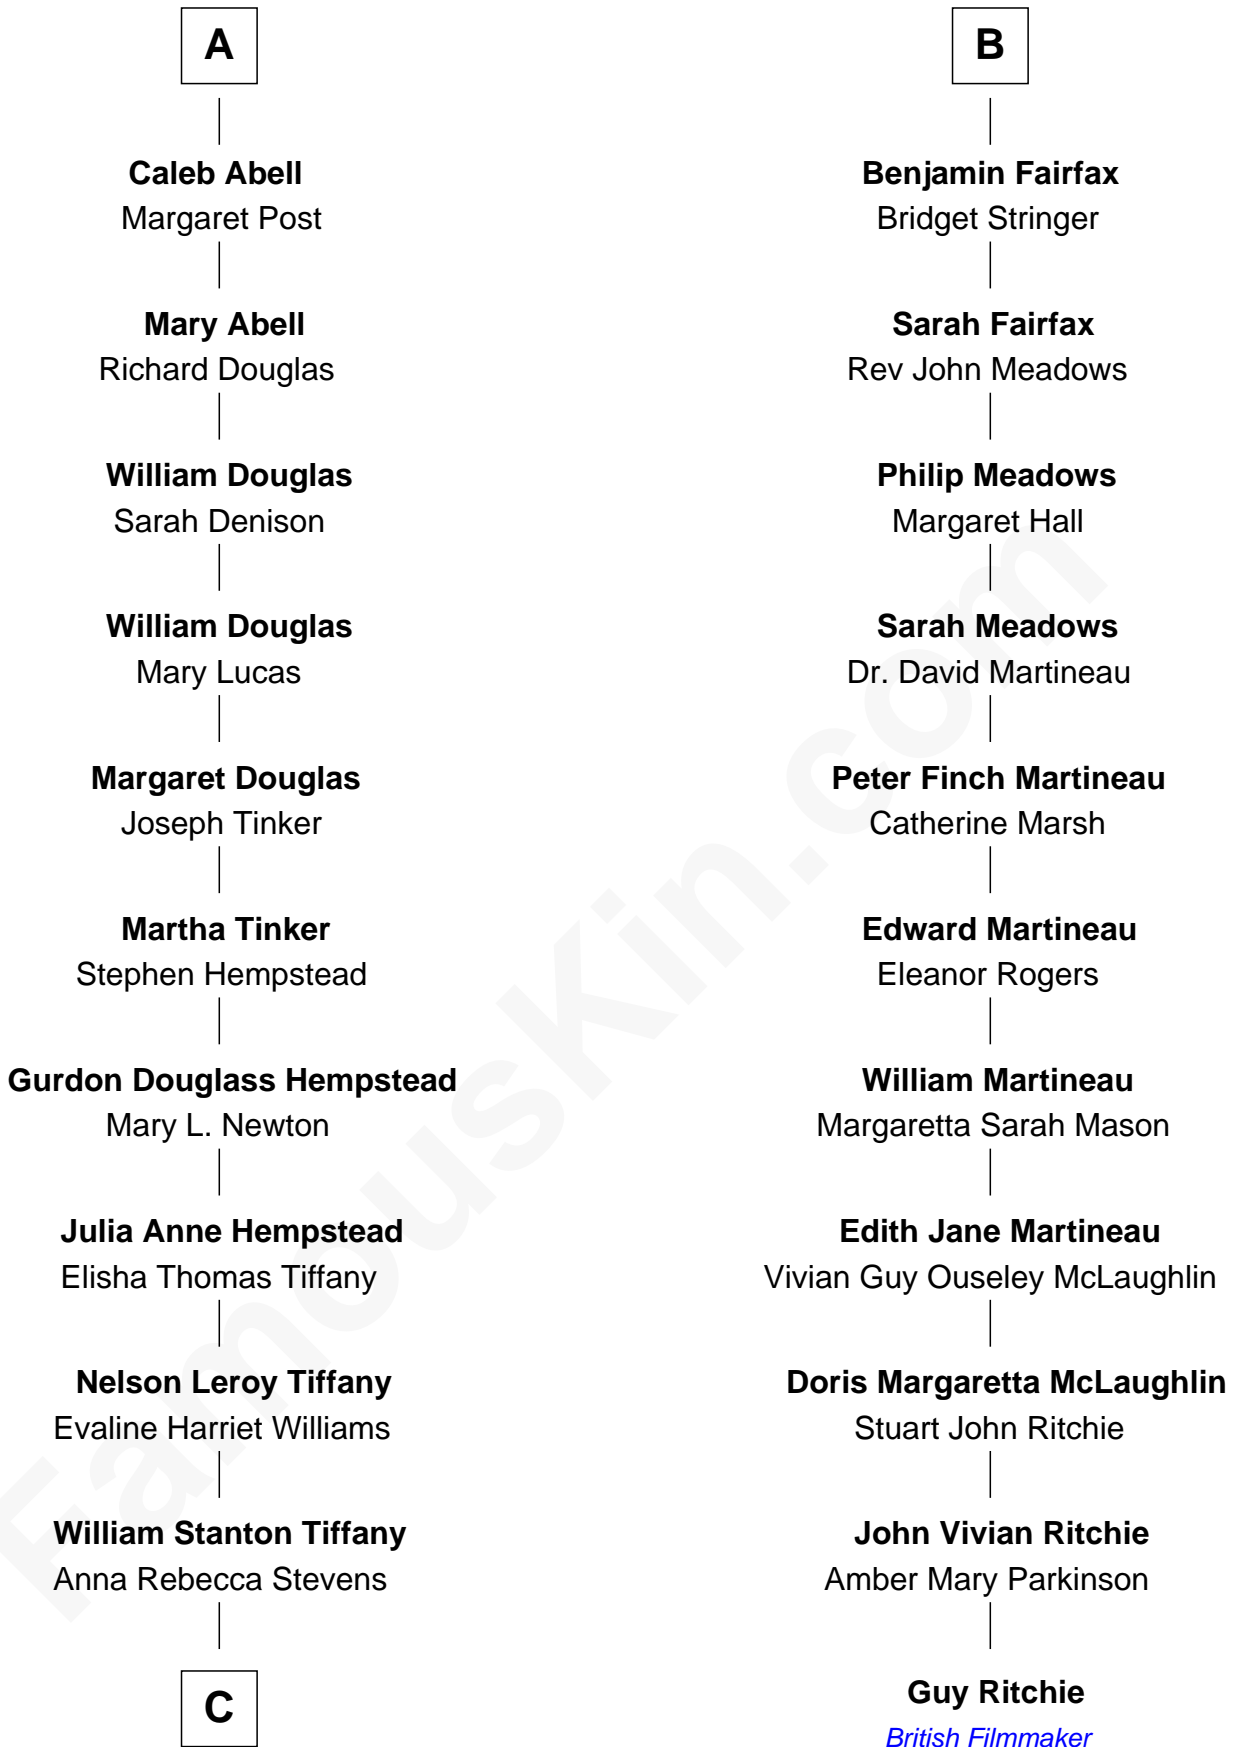 A
Caleb Abell
Margaret Post
Mary Abell
Richard Douglas
William Douglas
Sarah Denison
William Douglas
Mary Lucas
Margaret Douglas
Joseph Tinker
Martha Tinker
Stephen Hempstead
Gurdon Douglass Hempstead
Mary L. Newton
Julia Anne Hempstead
Elisha Thomas Tiffany
Nelson Leroy Tiffany
Evaline Harriet Williams
William Stanton Tiffany
Anna Rebecca Stevens
C
B
Benjamin Fairfax
Bridget Stringer
Sarah Fairfax
Rev John Meadows
Philip Meadows
Margaret Hall
Sarah Meadows
Dr. David Martineau
Peter Finch Martineau
Catherine Marsh
Edward Martineau
Eleanor Rogers
William Martineau
Margaretta Sarah Mason
Edith Jane Martineau
Vivian Guy Ouseley McLaughlin
Doris Margaretta McLaughlin
Stuart John Ritchie
John Vivian Ritchie
Amber Mary Parkinson
Guy Ritchie
British Filmmaker
FamousKin.com